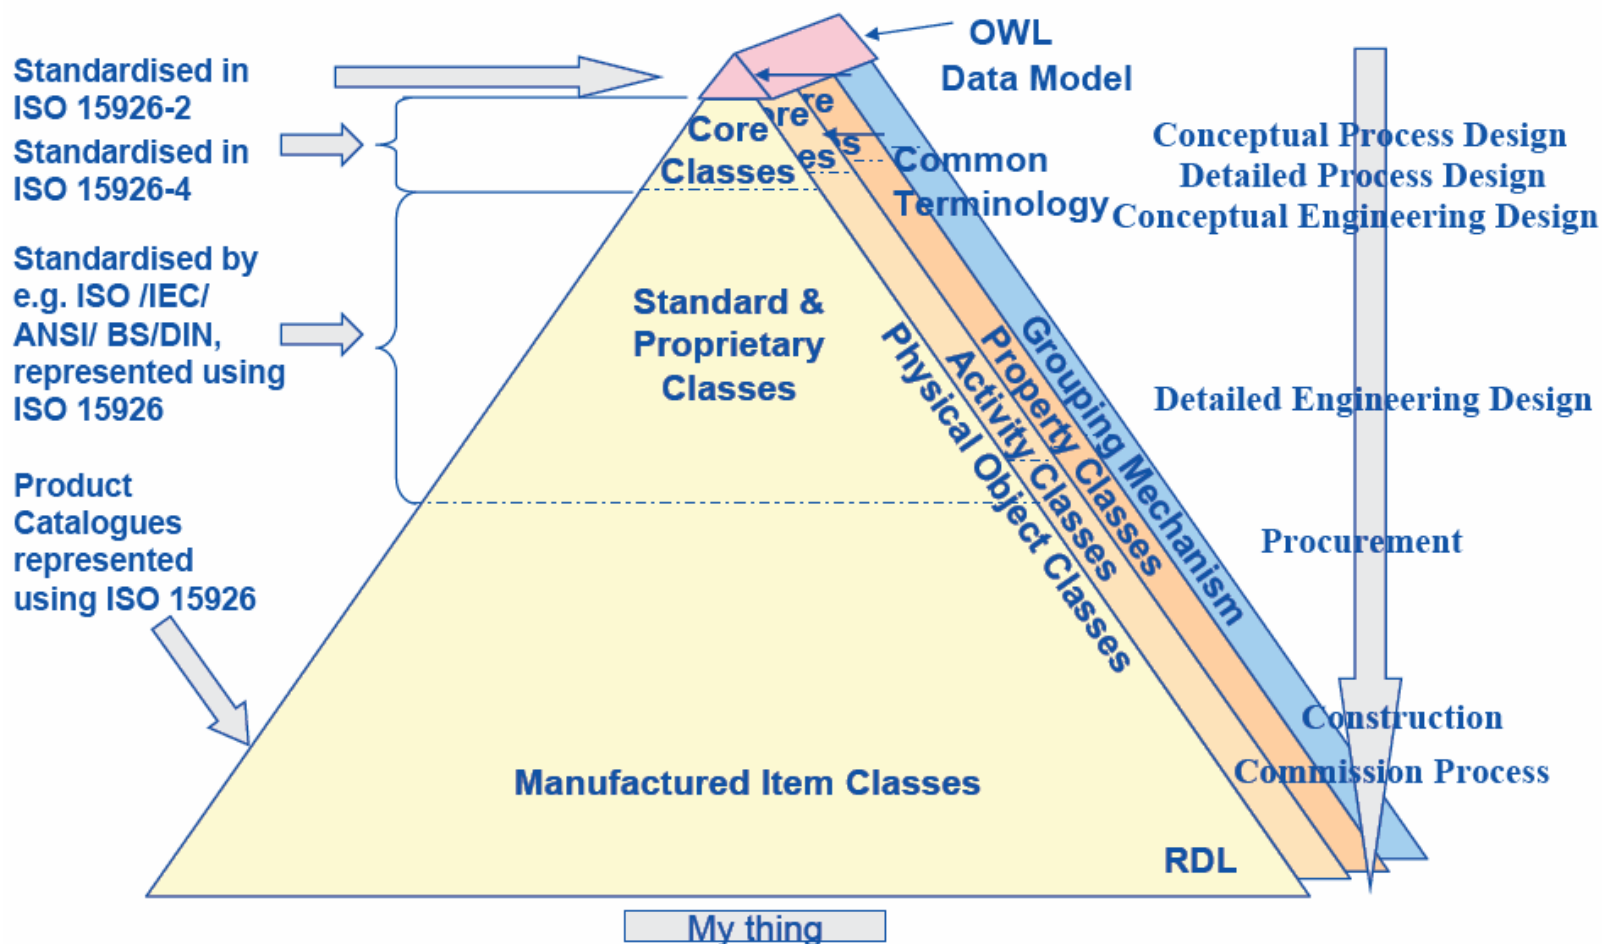 Standardised in
ISO 15926-2
Standardised in
ISO 15926-4
Standardised by
e.g. ISO /IEC/
ANSI/ BS/DIN,
represented using
ISO 15926
Product
Catalogues
represented
using ISO 15926
OWL
Data Model
Core
Classes
ore
es
re
s
Common
Terminology
Standard &
Proprietary
Classes
Physical Object Classes
Activity Classes
Property Classes
Grouping Mechanism
Manufactured Item Classes
RDL
My thing
Conceptual Process Design
Detailed Process Design
Conceptual Engineering Design
Detailed Engineering Design
Procurement
Construction
Commission Process